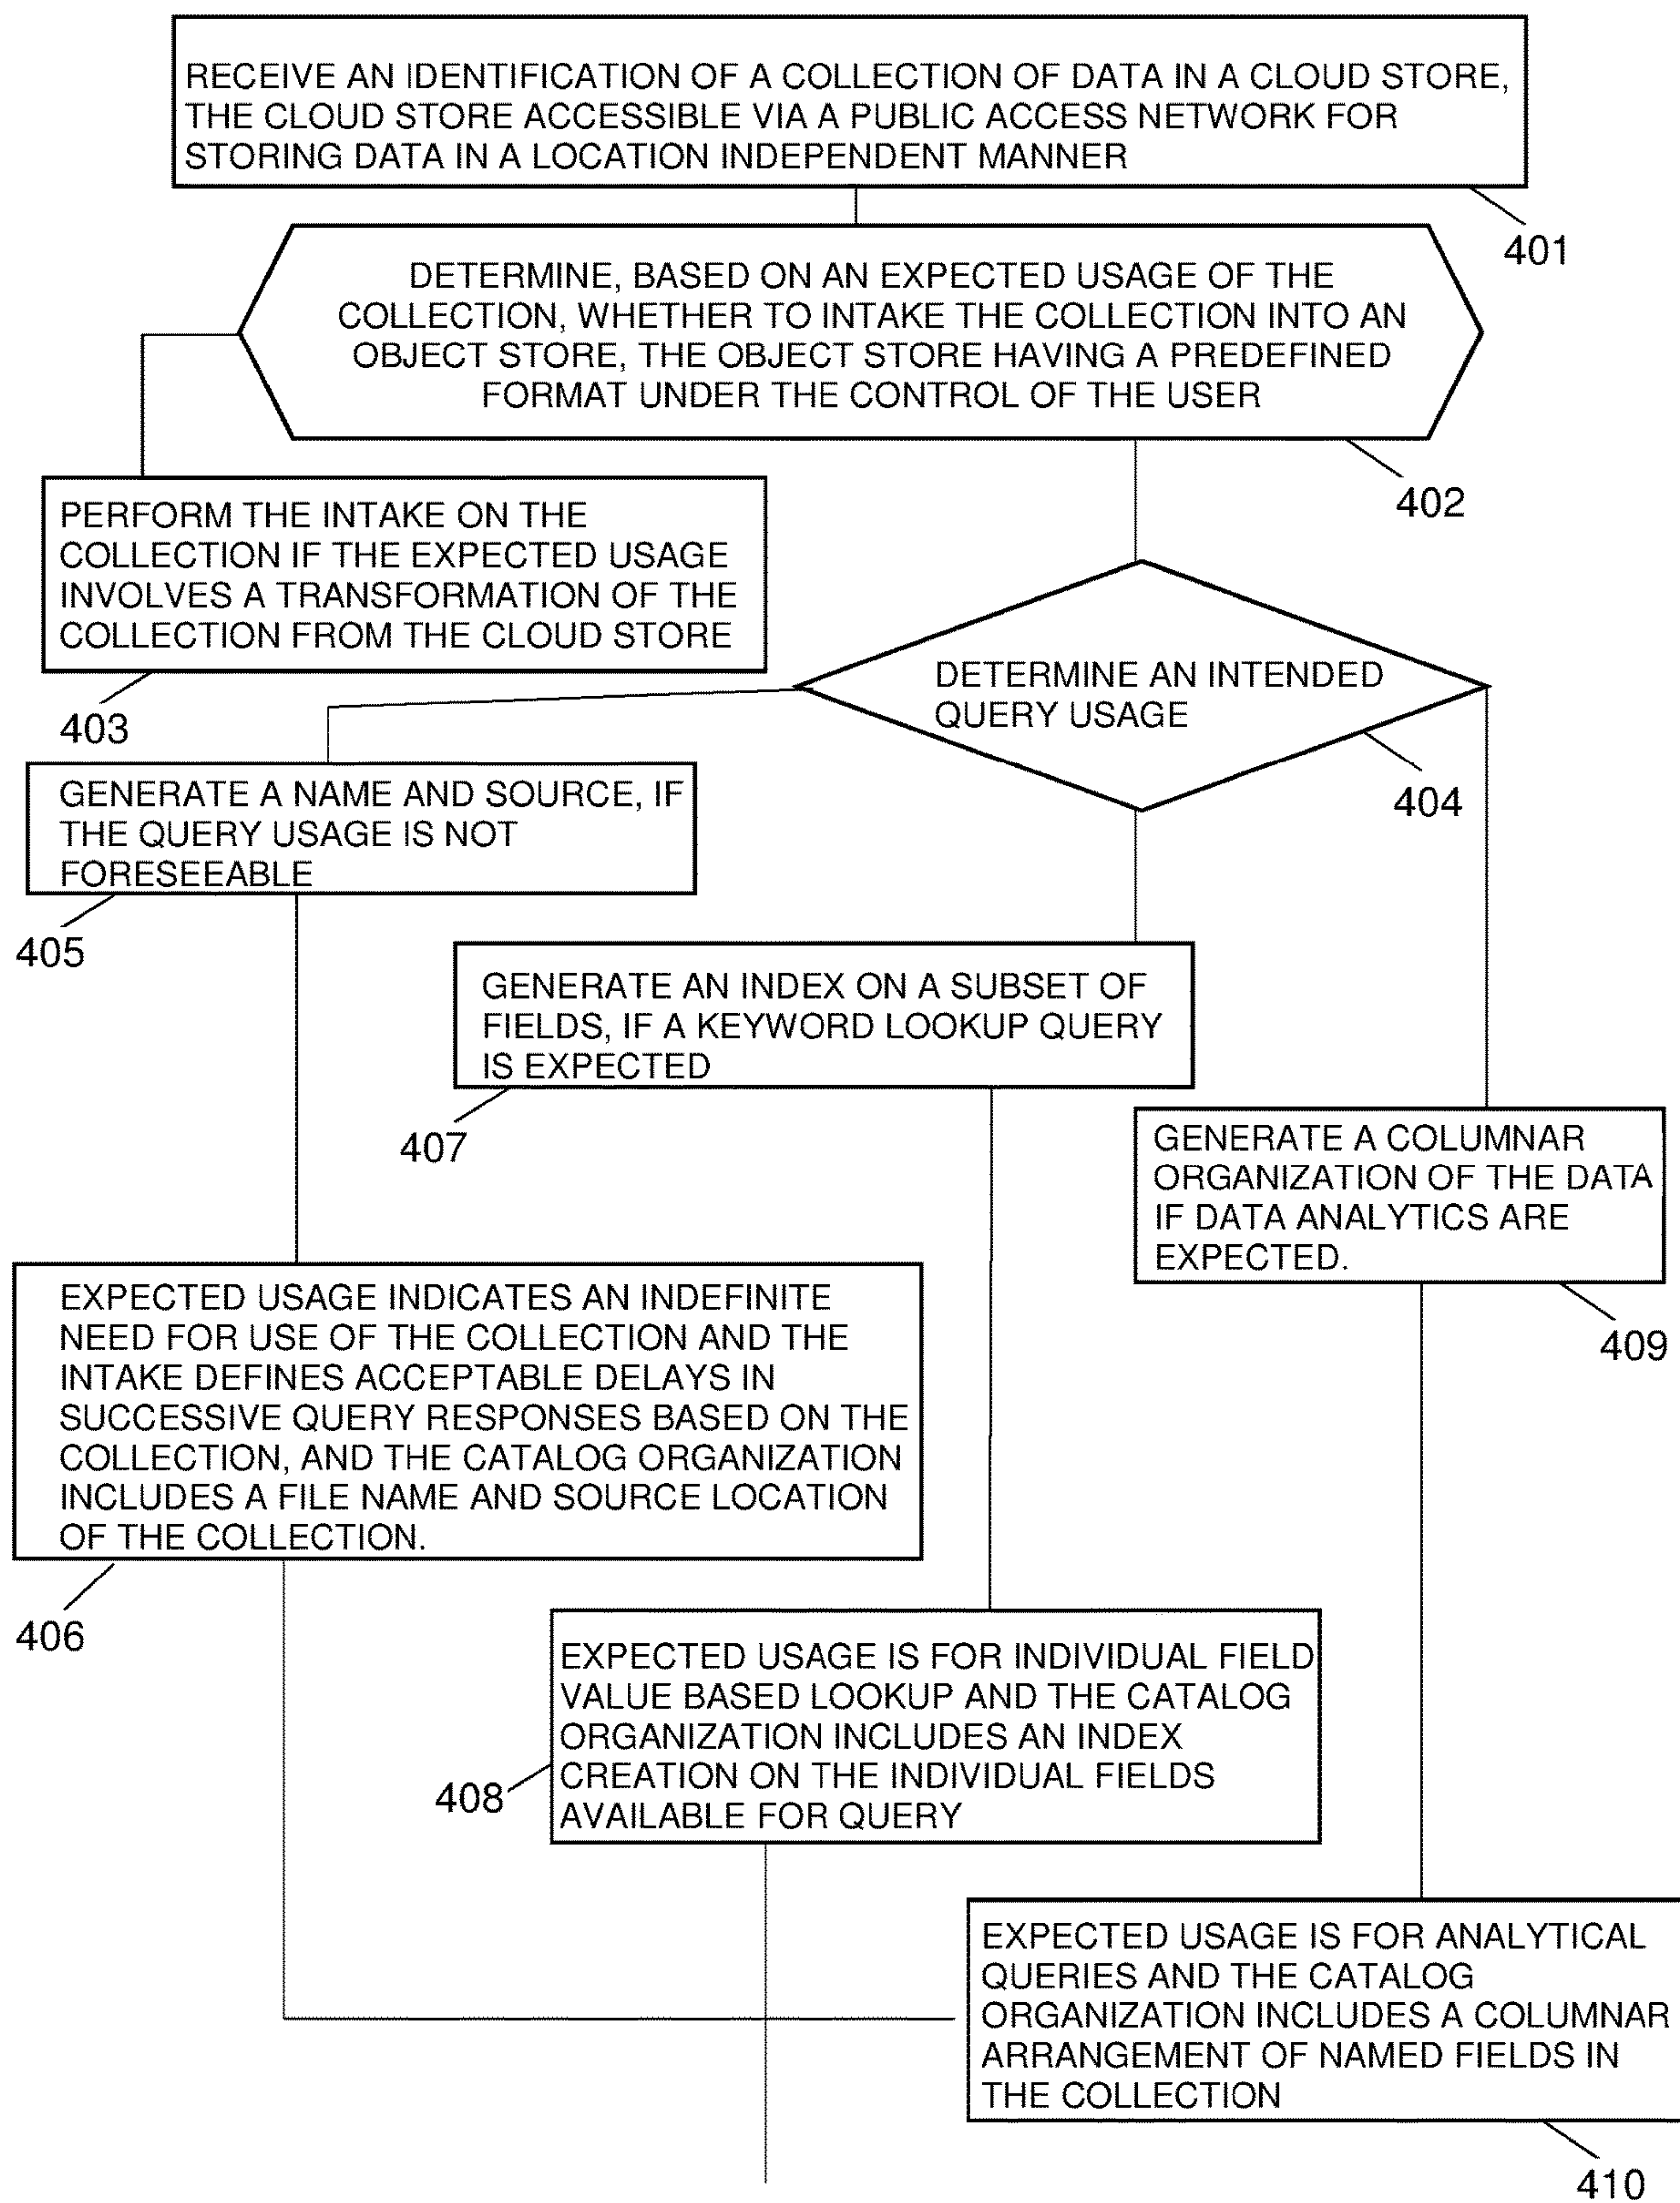 RECEIVE AN IDENTIFICATION OF A COLLECTION OF DATA IN A CLOUD STORE,
THE CLOUD STORE ACCESSIBLE VIA A PUBLIC ACCESS NETWORK FOR
STORING DATA IN A LOCATION INDEPENDENT MANNER
401
DETERMINE, BASED ON AN EXPECTED USAGE OF THE
COLLECTION, WHETHER TO INTAKE THE COLLECTION INTO AN
OBJECT STORE, THE OBJECT STORE HAVING A PREDEFINED
FORMAT UNDER THE CONTROL OF THE USER
402
PERFORM THE INTAKE ON THE
COLLECTION IF THE EXPECTED USAGE
INVOLVES A TRANSFORMATION OF THE
COLLECTION FROM THE CLOUD STORE
403
DETERMINE AN INTENDED
QUERY USAGE
404
GENERATE A NAME AND SOURCE, IF
THE QUERY USAGE IS NOT
FORESEEABLE
405
GENERATE AN INDEX ON A SUBSET OF
FIELDS, IF A KEYWORD LOOKUP QUERY
IS EXPECTED
407
GENERATE A COLUMNAR
ORGANIZATION OF THE DATA
IF DATA ANALYTICS ARE
EXPECTED.
409
EXPECTED USAGE INDICATES AN INDEFINITE
NEED FOR USE OF THE COLLECTION AND THE
INTAKE DEFINES ACCEPTABLE DELAYS IN
SUCCESSIVE QUERY RESPONSES BASED ON THE
COLLECTION, AND THE CATALOG ORGANIZATION
INCLUDES A FILE NAME AND SOURCE LOCATION
OF THE COLLECTION.
406
EXPECTED USAGE IS FOR INDIVIDUAL FIELD
VALUE BASED LOOKUP AND THE CATALOG
ORGANIZATION INCLUDES AN INDEX
CREATION ON THE INDIVIDUAL FIELDS
AVAILABLE FOR QUERY
408
EXPECTED USAGE IS FOR ANALYTICAL
QUERIES AND THE CATALOG
ORGANIZATION INCLUDES A COLUMNAR
ARRANGEMENT OF NAMED FIELDS IN
THE COLLECTION
410